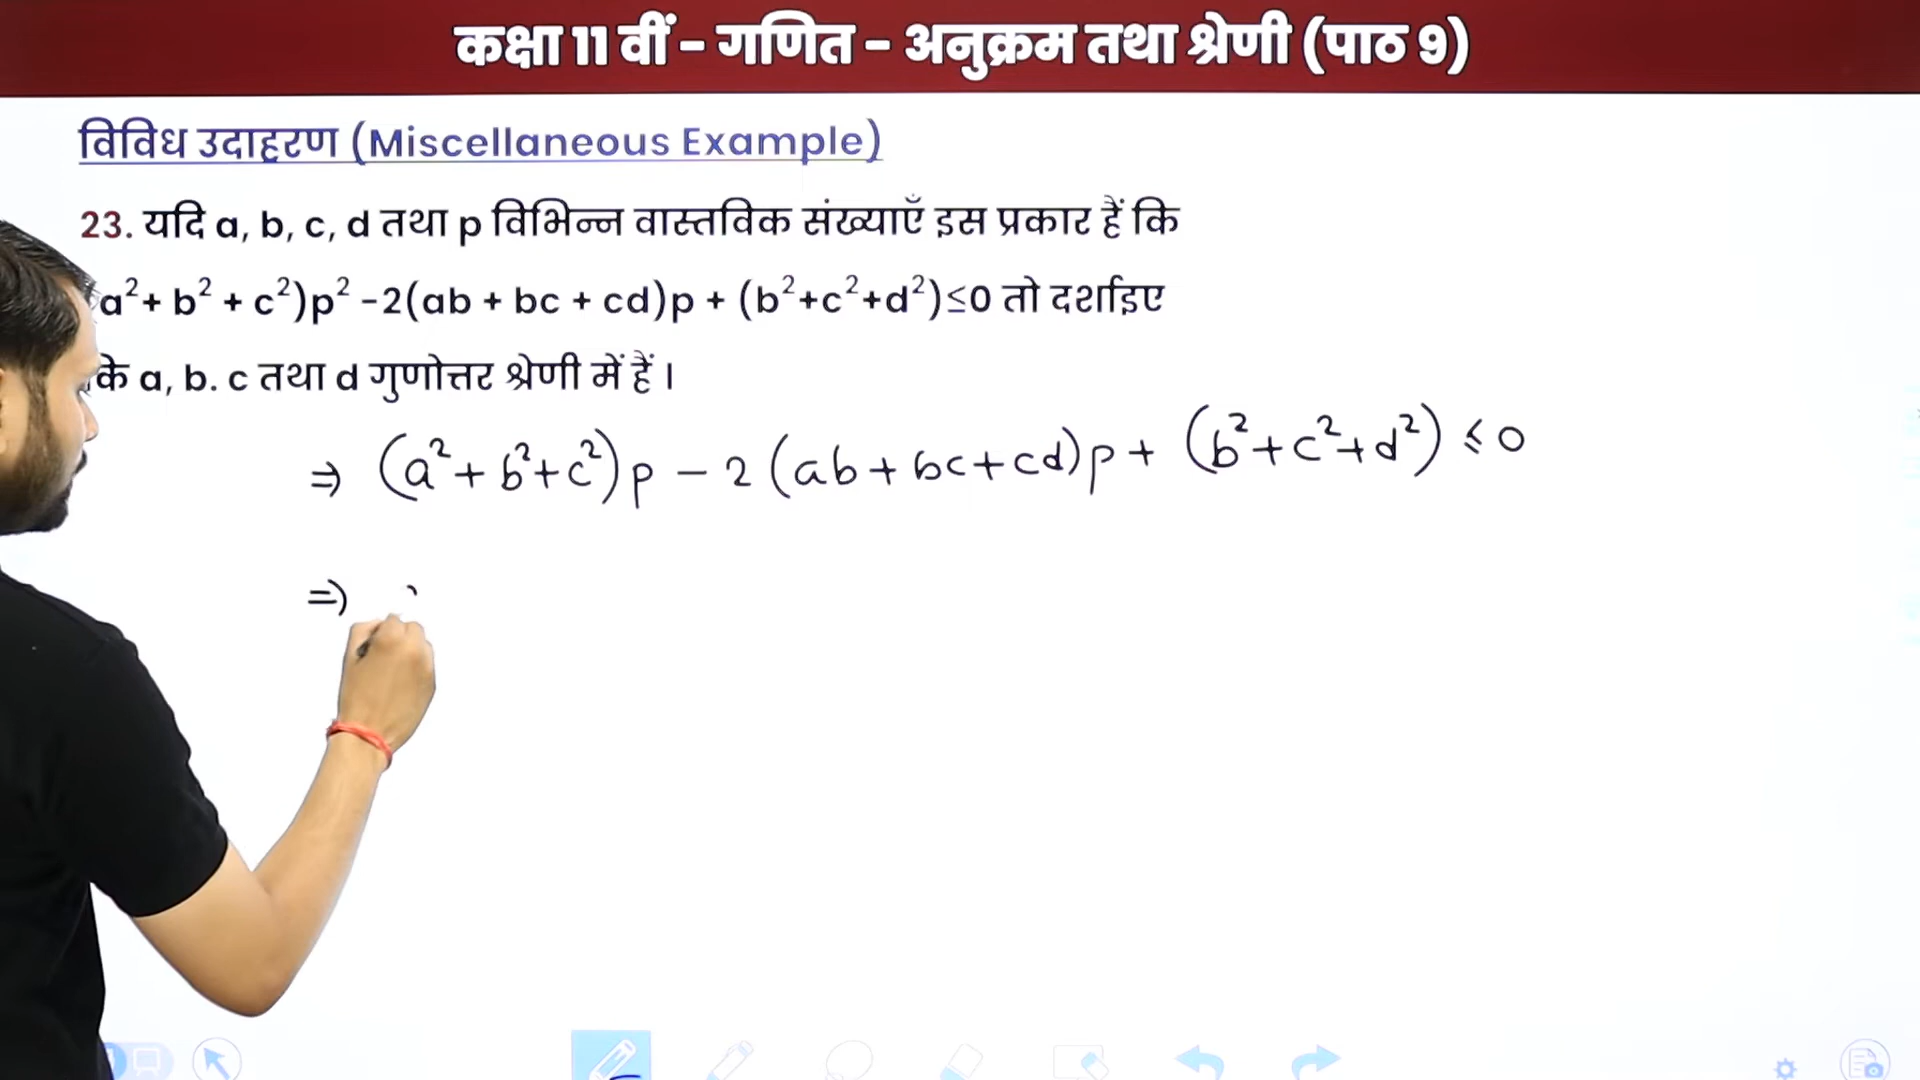 कक्षा 11 वीं - गणित - अनुक्रम तथा श्रेणी (पाठ 9)
विविध उदाहरण (Miscellaneous Example)
23. यदि a, b, c, d तथा p विभिन्न वास्तविक संख्याएँ इस प्रकार हैं कि
a²+ b² + c²)p² -2(ab + bc + cd)p + (b²+c²+d²)≤0 तो दर्शाइए
कि a, b. c तथा d गुणोत्तर श्रेणी में हैं ।
⇒ (a²+ b²+c²)p - 2 (ab + bc+cd)p + (b²+c²+d²) ≤ 0
⇒